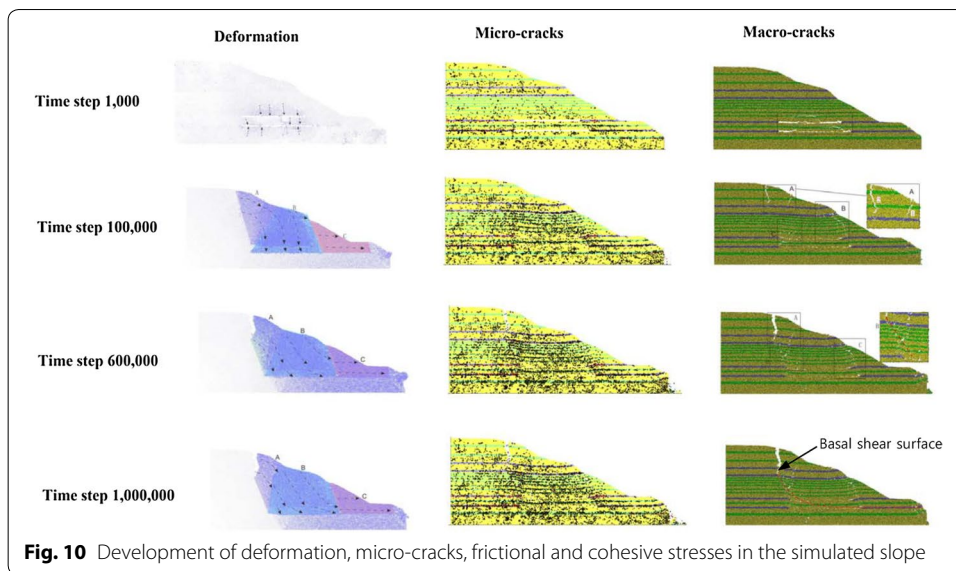 Deformation Micro-cracks Macro-cracks
Time step 1,000
Time step 100,000
A
B
C
A
B
A
B
Time step 600,000
A
B
C
A
C
B
Time step 1,000,000
A
B
C
Basal shear surface
Fig. 10 Development of deformation, micro-cracks, frictional and cohesive stresses in the simulated slope